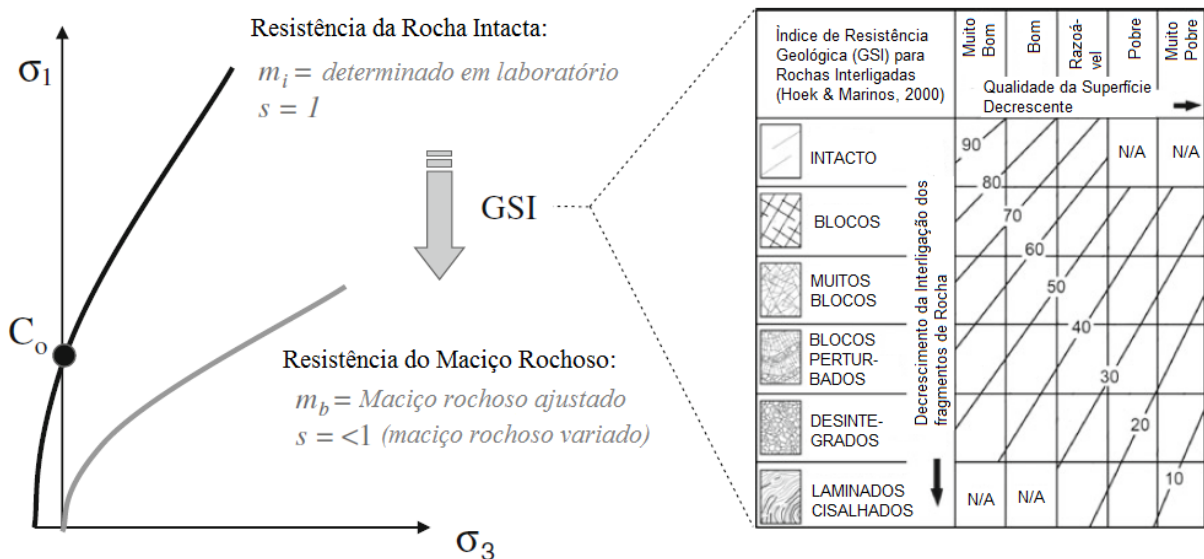 σ1
Resistência da Rocha Intacta:
mi = determinado em laboratório
s = 1
GSI
Co
Resistência do Maciço Rochoso:
mb = Maciço rochoso ajustado
s = <1 (maciço rochoso variado)
σ3
Índice de Resistência
Geológica (GSI) para
Rochas Interligadas
(Hoek & Marinos, 2000)
Muito
Bom
Bom
Razoá-
vel
Pobre
Muito
Pobre
Qualidade da Superfície
Decrescente
Decrescimento da Interligação dos
fragmentos de Rocha
INTACTO
BLOCOS
MUITOS
BLOCOS
BLOCOS
PERTUR-
BADOS
DESINTE-
GRADOS
LAMINADOS
CISALHADOS
90
N/A
N/A
80
70
60
50
40
30
20
10
N/A
N/A